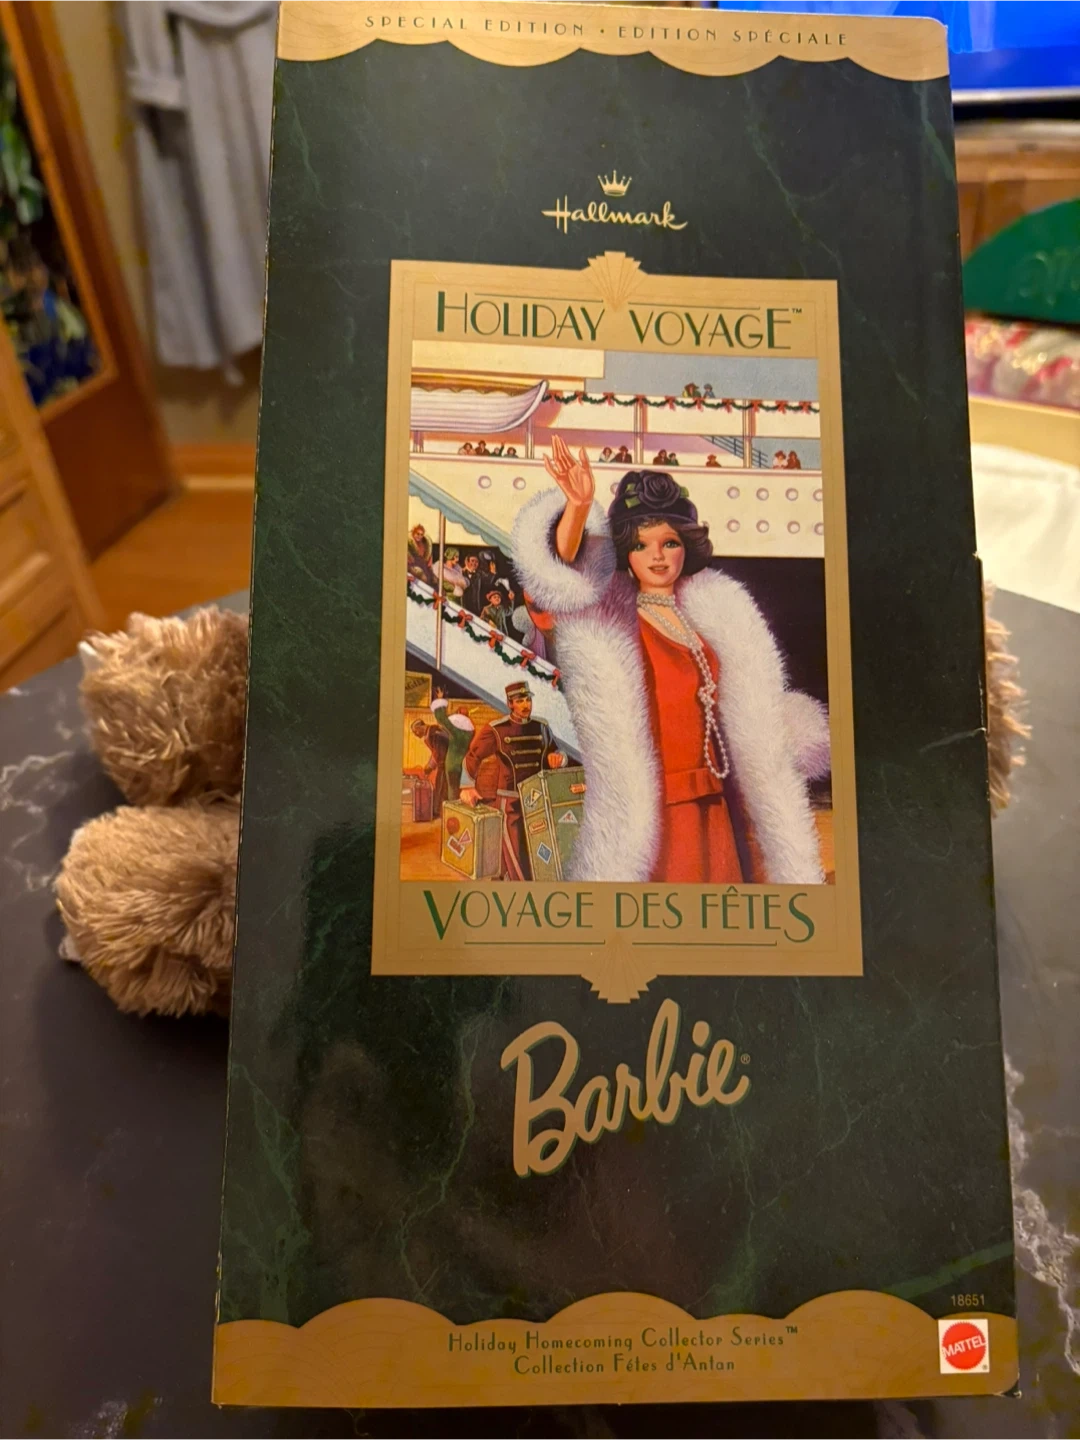 SPECIAL EDITION • EDITION SPÉCIALE
Hallmark
HOLIDAY VOYAGE™
VOYAGE DES FÊTES
Barbie®
18651
Holiday Homecoming Collector Series™
Collection Fêtes d'Antan
MATTEL®